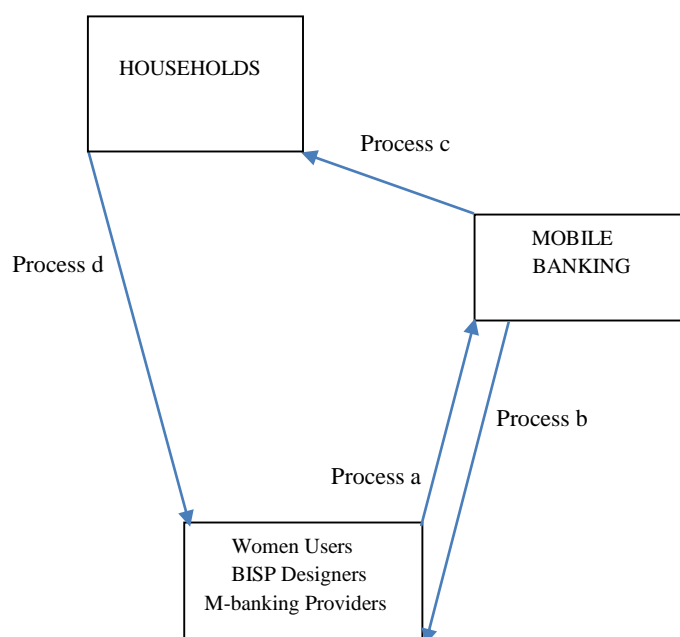 HOUSEHOLDS
Process c
MOBILE
BANKING
Process d
Process b
Process a
Women Users
BISP Designers
M-banking Providers